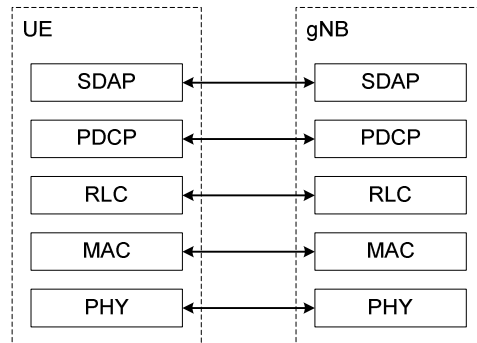 UE gNB
SDAP SDAP
PDCP PDCP
RLC RLC
MAC MAC
PHY PHY